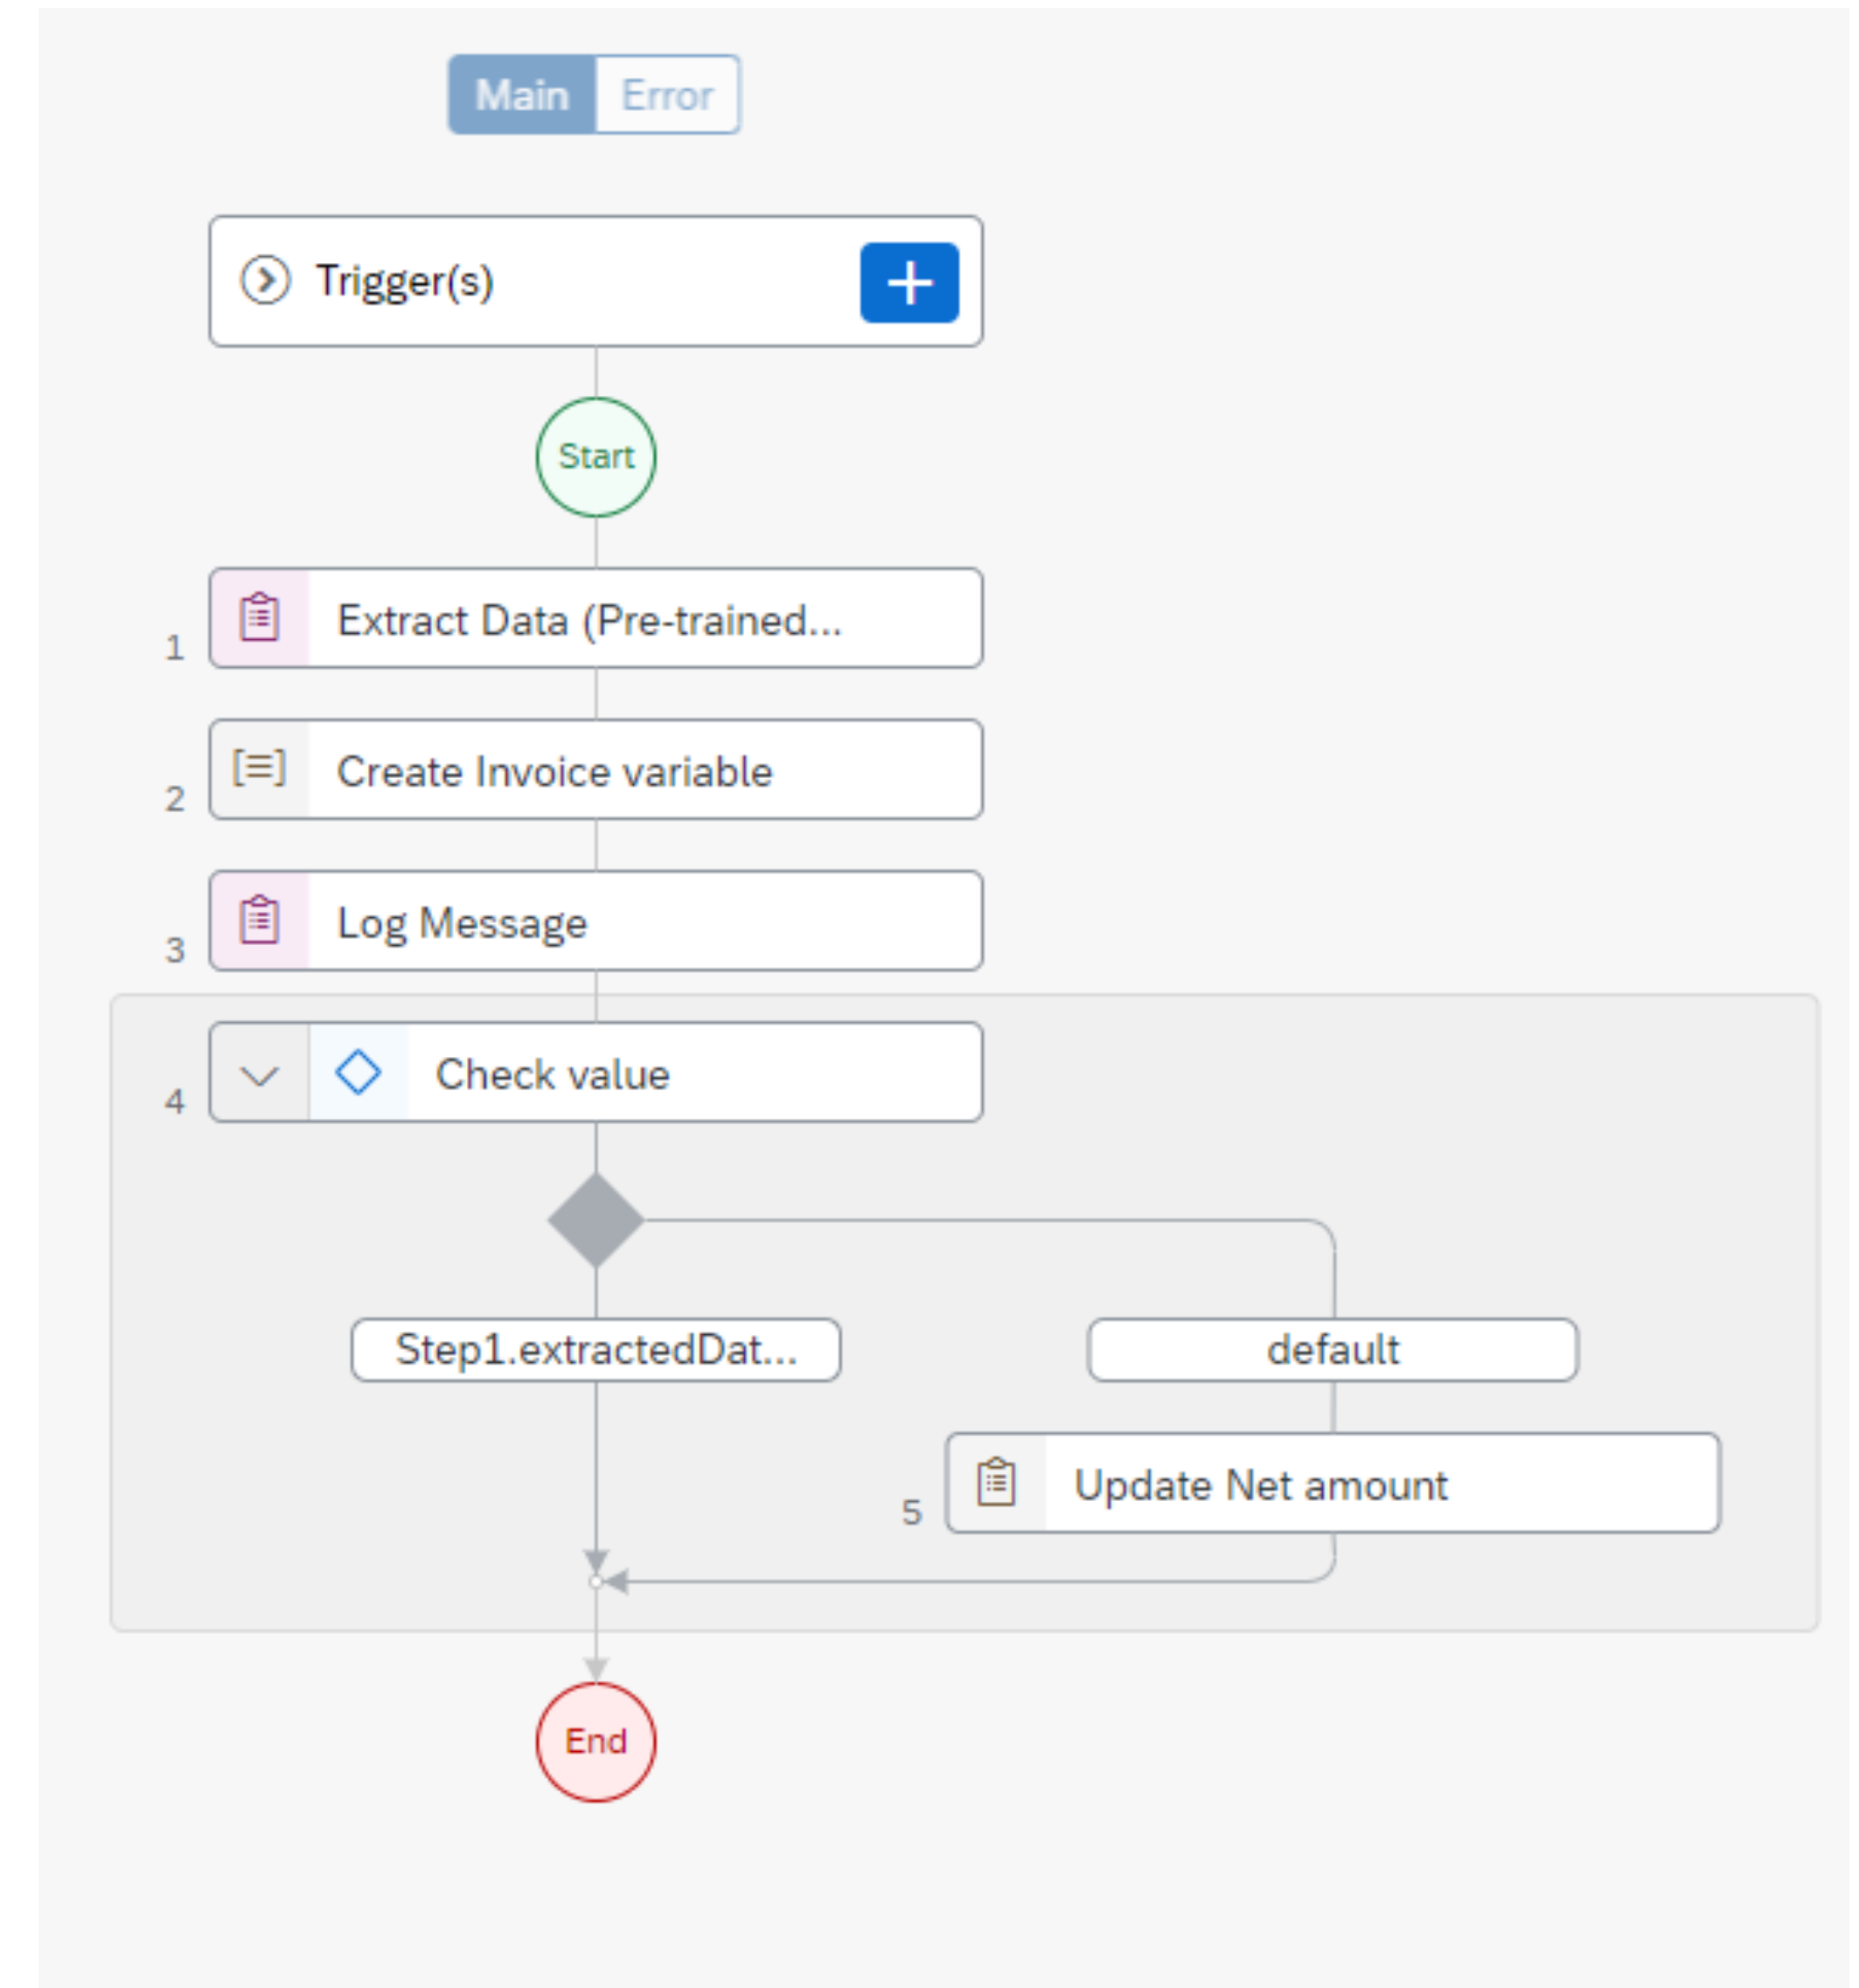 Main Error
Trigger(s)
Start
1 Extract Data (Pre-trained...
2 Create Invoice variable
3 Log Message
4 Check value
Step1.extractedDat... default
5 Update Net amount
End